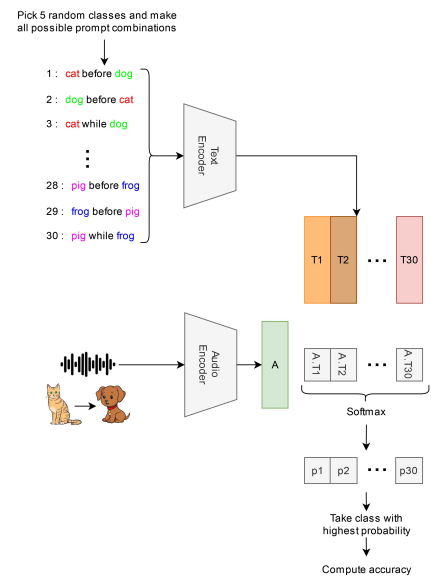 Pick 5 random classes and make
all possible prompt combinations
1 : cat before dog
2 : dog before cat
3 : cat while dog
28 : pig before frog
29 : frog before pig
30 : pig while frog
Text
Encoder
T1 T2 T30
Audio
Encoder
A
A.T1 A.T2 A.T30
Softmax
p1 p2 p30
Take class with
highest probability
Compute accuracy